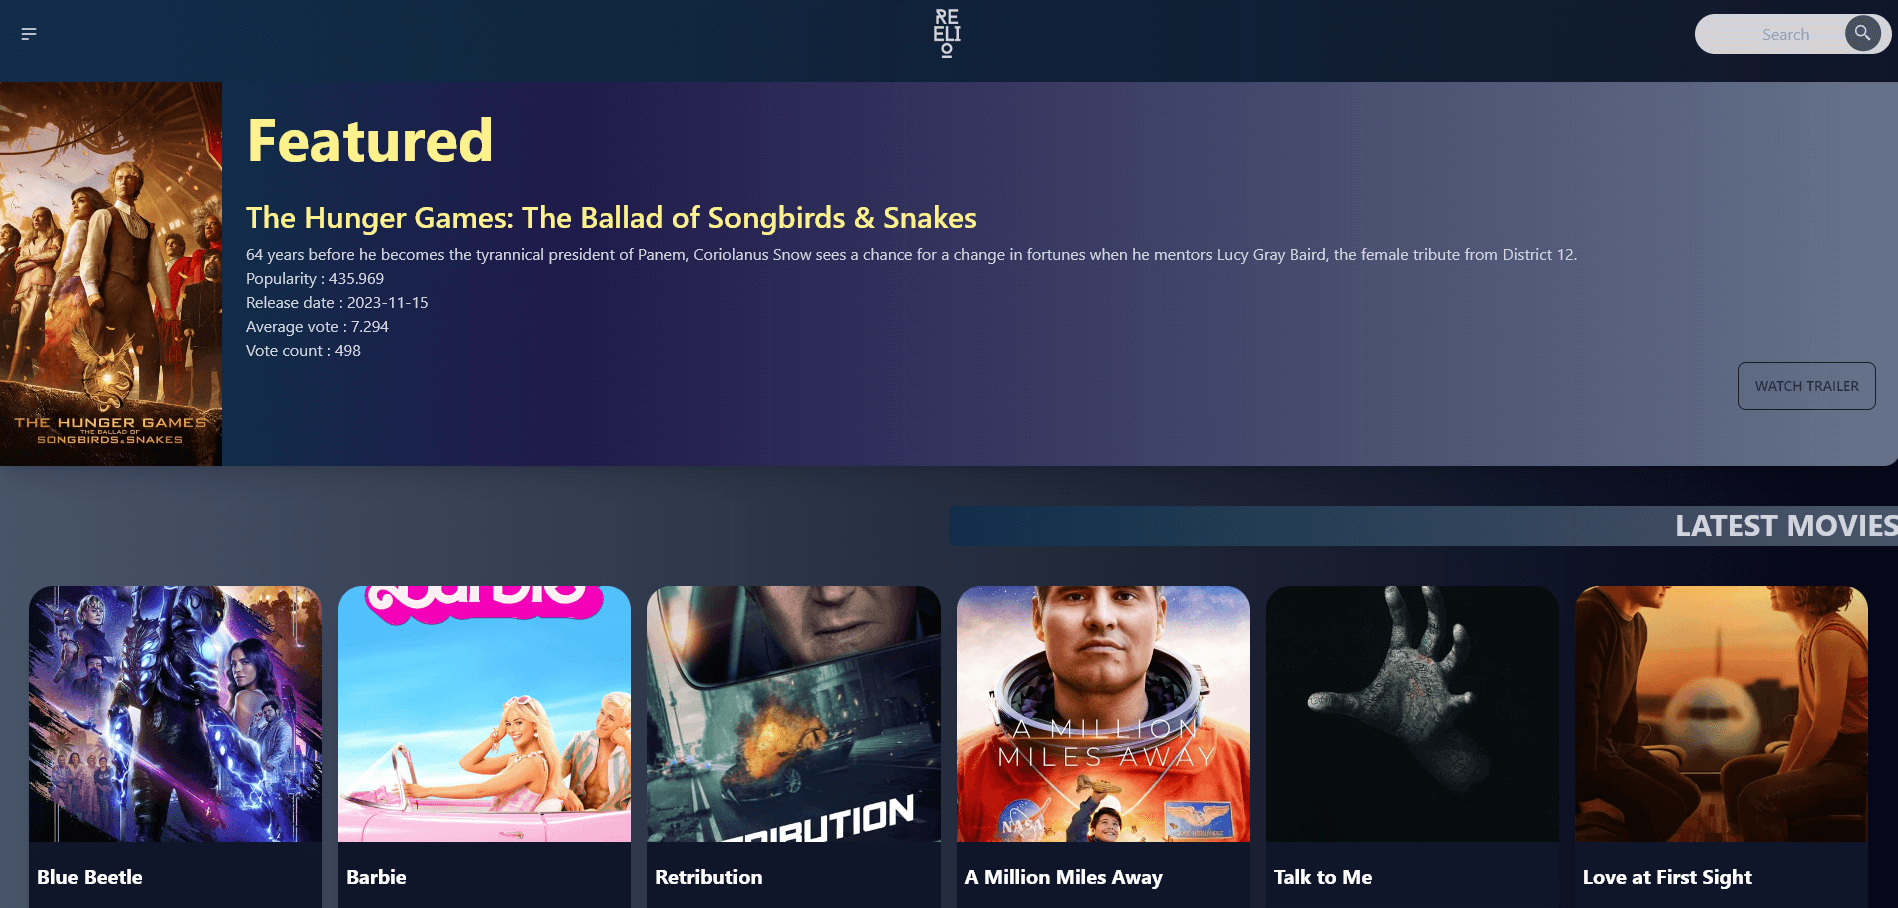 RE
ELI
O
Search
Featured
The Hunger Games: The Ballad of Songbirds & Snakes
64 years before he becomes the tyrannical president of Panem, Coriolanus Snow sees a chance for a change in fortunes when he mentors Lucy Gray Baird, the female tribute from District 12.
Popularity : 435.969
Release date : 2023-11-15
Average vote : 7.294
Vote count : 498
WATCH TRAILER
THE HUNGER GAMES
THE BALLAD OF
SONGBIRDS & SNAKES
LATEST MOVIES
Barbie
A MILLION
MILES AWAY
NASA
TRIBUTION
Blue Beetle
Barbie
Retribution
A Million Miles Away
Talk to Me
Love at First Sight